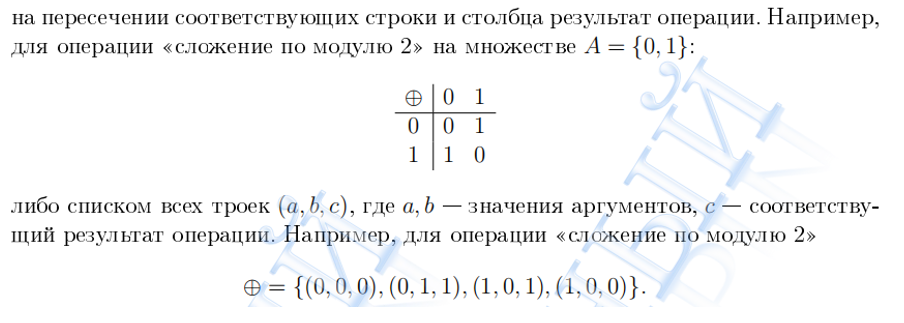 на пересечении соответствующих строки и столбца результат операции. Например,
для операции «сложение по модулю 2» на множестве A = {0, 1}:
⊕ 0 1
0 0 1
1 1 0
либо списком всех троек (a, b, c), где a, b — значения аргументов, c — соответству-
щий результат операции. Например, для операции «сложение по модулю 2»
⊕ = {(0, 0, 0), (0, 1, 1), (1, 0, 1), (1, 0, 0)}.